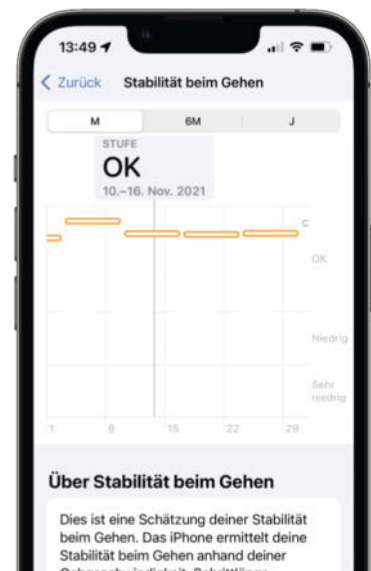 13:49
Zurück Stabilität beim Gehen
M 6M J
STUFE
OK
10.–16. Nov. 2021
OK
Niedrig
Sehr
niedrig
1 8 15 22 29
Über Stabilität beim Gehen
Dies ist eine Schätzung deiner Stabilität
beim Gehen. Das iPhone ermittelt deine
Stabilität beim Gehen anhand deiner
Gehgeschwindigkeit, Schrittlänge,